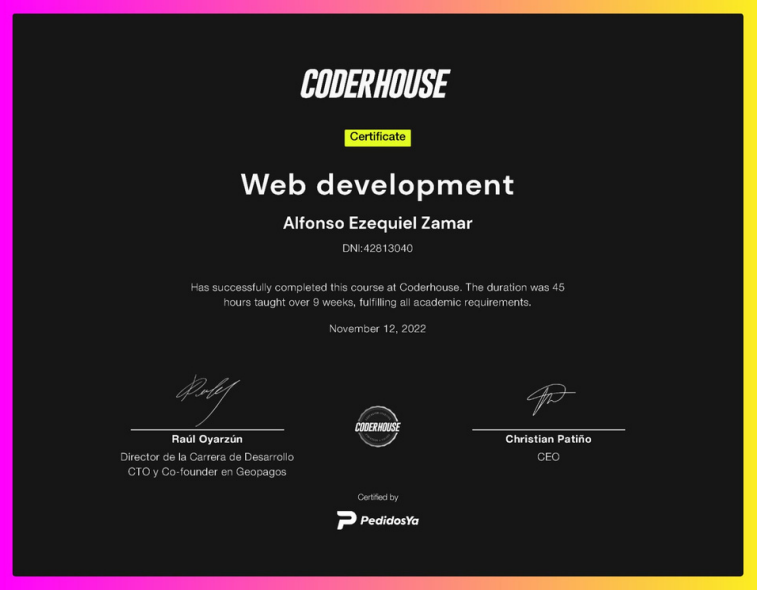 CODERHOUSE
Certificate
Web development
Alfonso Ezequiel Zamar
DNI:42813040
Has successfully completed this course at Coderhouse. The duration was 45
hours taught over 9 weeks, fulfilling all academic requirements.
November 12, 2022
CODERHOUSE
Raúl Oyarzún
Director de la Carrera de Desarrollo
CTO y Co-founder en Geopagos
Christian Patiño
CEO
Certified by
PedidosYa